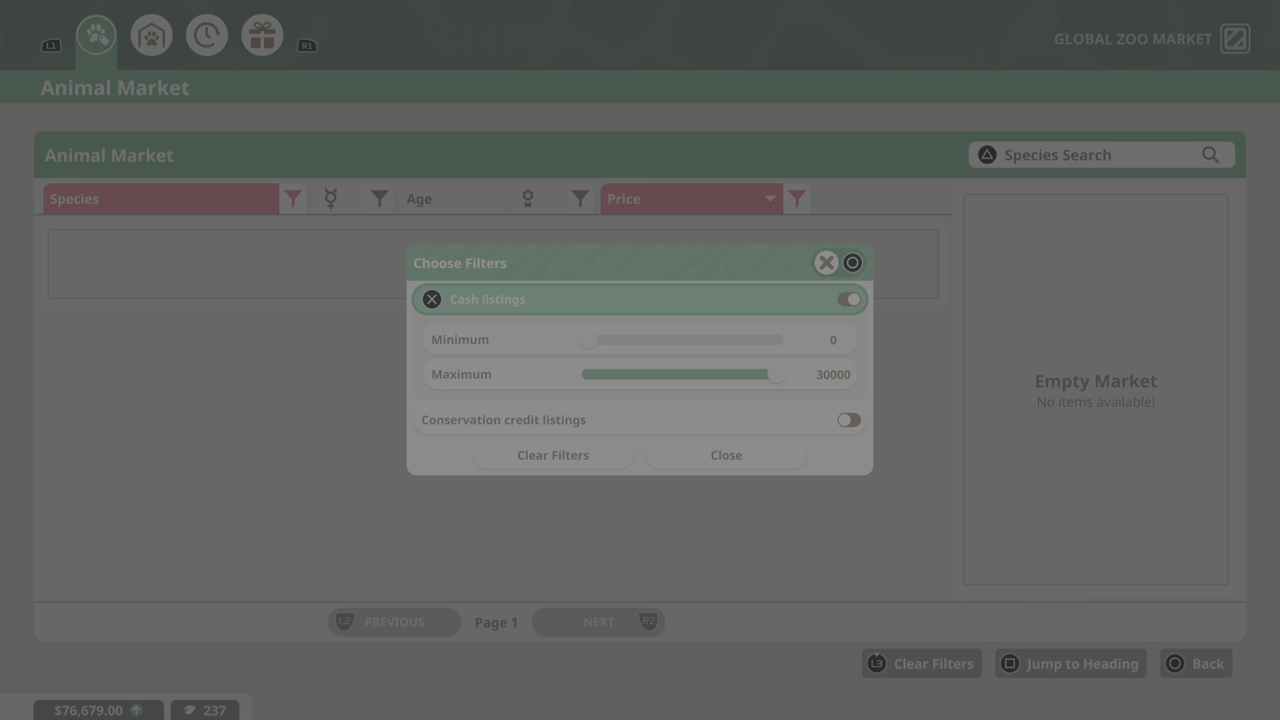 L1
R1
GLOBAL ZOO MARKET
Animal Market
Animal Market
Species Search
Species
Age
Price
Choose Filters
Cash listings
Minimum
0
Maximum
30000
Conservation credit listings
Clear Filters
Close
Empty Market
No items available!
L2
PREVIOUS
Page 1
NEXT
R2
L3
Clear Filters
Jump to Heading
Back
$76,679.00
237